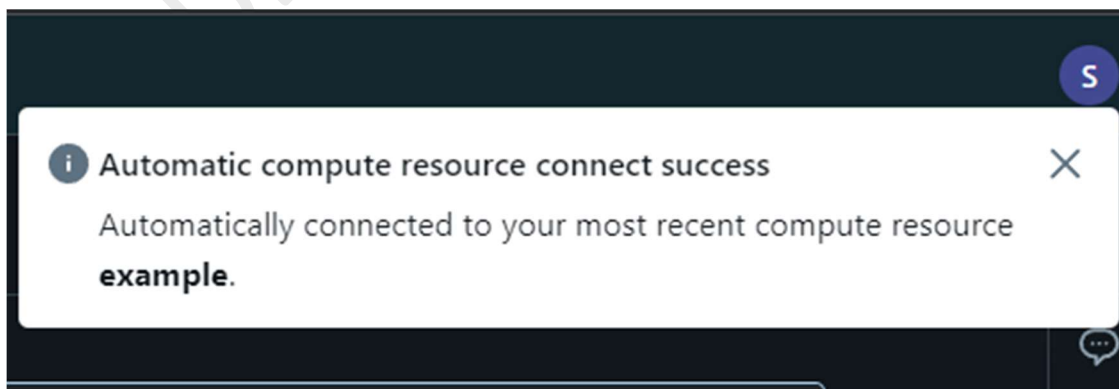 S
Automatic compute resource connect success
Automatically connected to your most recent compute resource
example.